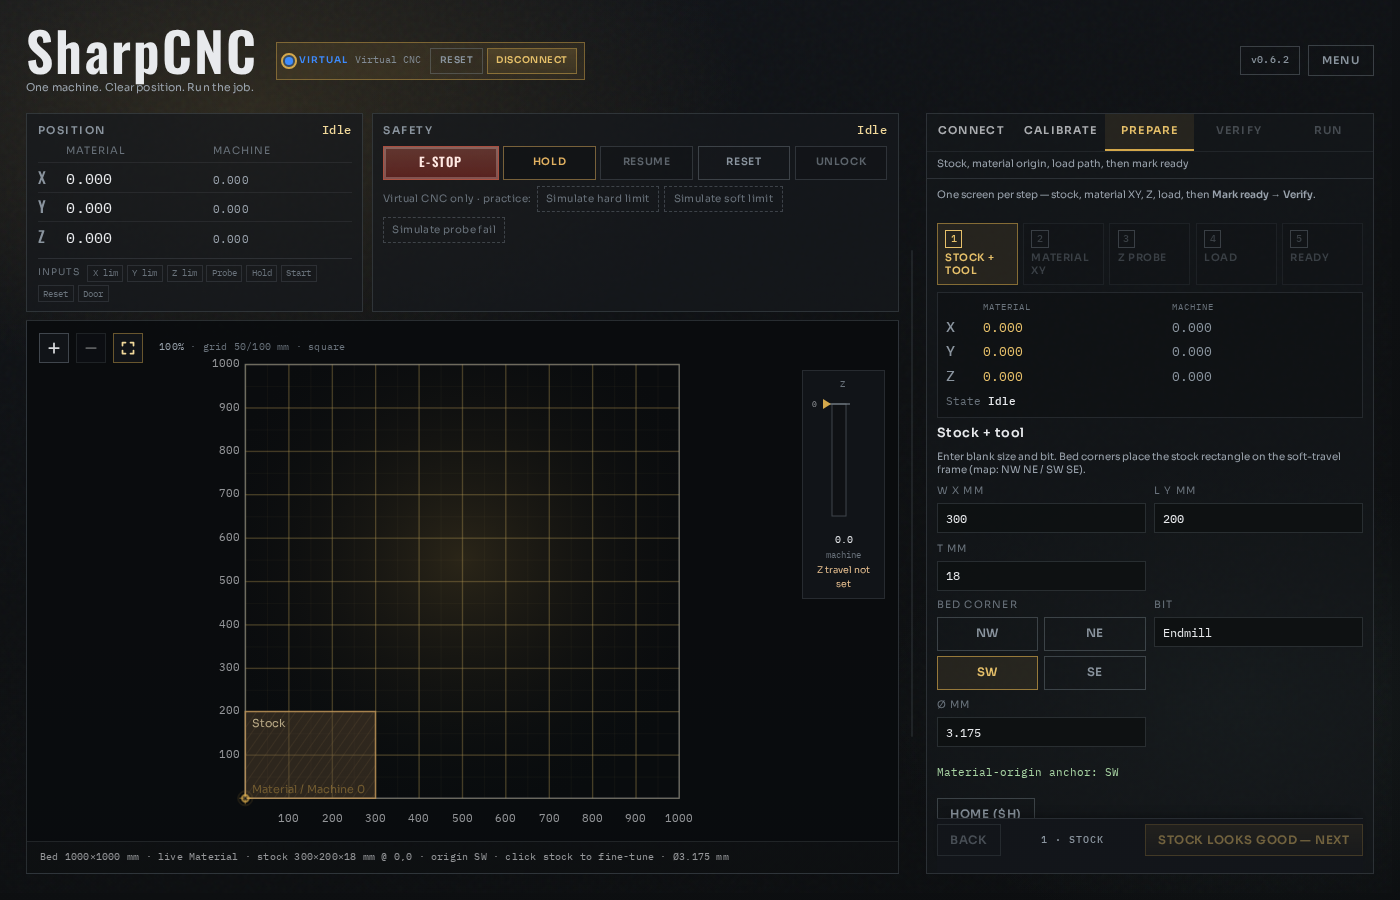 SharpCNC
One machine. Clear position. Run the job.
VIRTUAL Virtual CNC RESET DISCONNECT
v0.6.2 MENU
POSITION Idle
MATERIAL MACHINE
X 0.000 0.000
Y 0.000 0.000
Z 0.000 0.000
INPUTS X lim Y lim Z lim Probe Hold Start
Reset Door
SAFETY Idle
E-STOP HOLD RESUME RESET UNLOCK
Virtual CNC only · practice: Simulate hard limit Simulate soft limit
Simulate probe fail
+ − 100% · grid 50/100 mm · square
1000
900
800
700
600
500
400
300
200
100
Stock
Material / Machine 0
100 200 300 400 500 600 700 800 900 1000
Z
0
0.0
machine
Z travel not
set
Bed 1000×1000 mm · live Material · stock 300×200×18 mm @ 0,0 · origin SW · click stock to fine-tune · Ø3.175 mm
CONNECT CALIBRATE PREPARE VERIFY RUN
Stock, material origin, load path, then mark ready
One screen per step — stock, material XY, Z, load, then Mark ready → Verify.
1 2 3 4 5
STOCK + MATERIAL Z PROBE LOAD READY
TOOL XY
MATERIAL MACHINE
X 0.000 0.000
Y 0.000 0.000
Z 0.000 0.000
State Idle
Stock + tool
Enter blank size and bit. Bed corners place the stock rectangle on the soft-travel
frame (map: NW NE / SW SE).
W X MM L Y MM
300 200
T MM
18
BED CORNER BIT
NW NE Endmill
SW SE
Ø MM
3.175
Material-origin anchor: SW
HOME ($H)
BACK 1 · STOCK STOCK LOOKS GOOD — NEXT